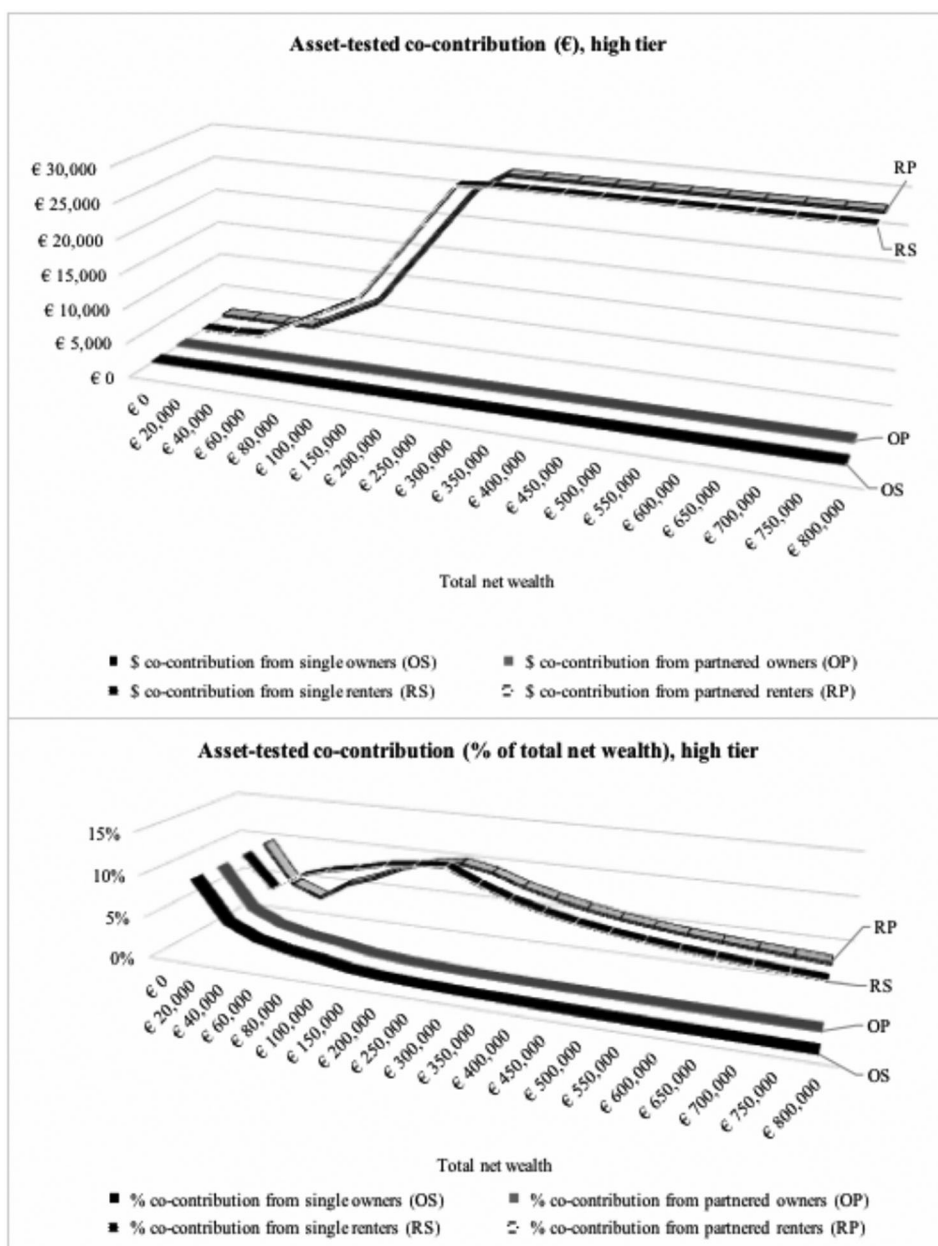 Asset-tested co-contribution (€), high tier
€ 30,000
€ 25,000
€ 20,000
€ 15,000
€ 10,000
€ 5,000
€ 0
RP
RS
OP
OS
€ 0
€ 20,000
€ 40,000
€ 60,000
€ 80,000
€ 100,000
€ 150,000
€ 200,000
€ 250,000
€ 300,000
€ 350,000
€ 400,000
€ 450,000
€ 500,000
€ 550,000
€ 600,000
€ 650,000
€ 700,000
€ 750,000
€ 800,000
Total net wealth
$ co-contribution from single owners (OS)
$ co-contribution from partnered owners (OP)
$ co-contribution from single renters (RS)
$ co-contribution from partnered renters (RP)
Asset-tested co-contribution (% of total net wealth), high tier
15%
10%
5%
0%
RP
RS
OP
OS
€ 0
€ 20,000
€ 40,000
€ 60,000
€ 80,000
€ 100,000
€ 150,000
€ 200,000
€ 250,000
€ 300,000
€ 350,000
€ 400,000
€ 450,000
€ 500,000
€ 550,000
€ 600,000
€ 650,000
€ 700,000
€ 750,000
€ 800,000
Total net wealth
% co-contribution from single owners (OS)
% co-contribution from partnered owners (OP)
% co-contribution from single renters (RS)
% co-contribution from partnered renters (RP)